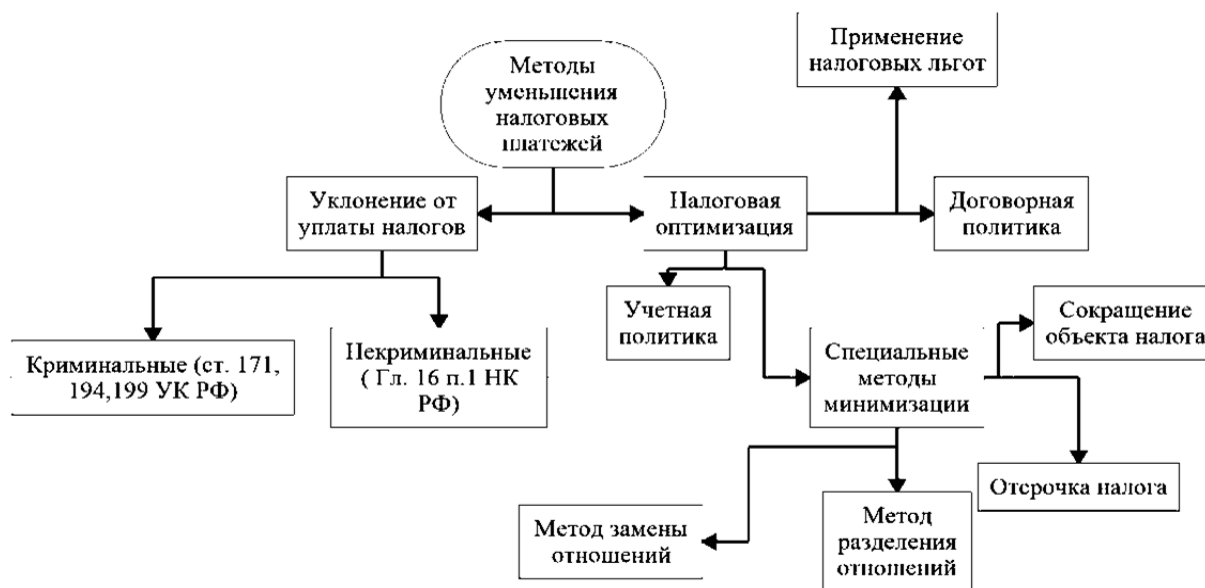 Применение
налоговых льгот
Методы
уменьшения
налоговых
платежей
Уклонение от
уплаты налогов
Налоговая
оптимизация
Договорная
политика
Учетная
политика
Сокращение
объекта налога
Криминальные (ст. 171,
194,199 УК РФ)
Некриминальные
( Гл. 16 п.1 НК
РФ)
Специальные
методы
минимизации
Отсрочка налога
Метод замены
отношений
Метод
разделения
отношений